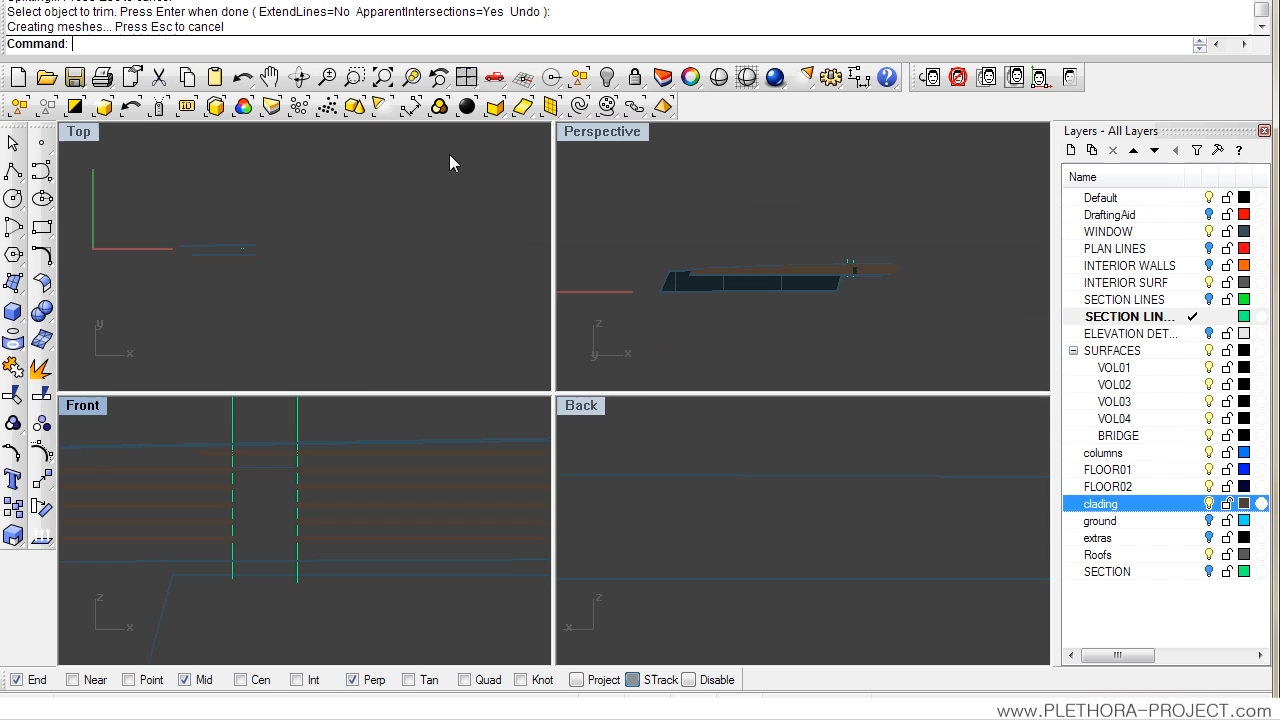 Select object to trim. Press Enter when done ( ExtendLines=No ApparentIntersections=Yes Undo ):
Creating meshes... Press Esc to cancel
Command:
Top
Perspective
Layers - All Layers
Name
Default
DraftingAid
WINDOW
PLAN LINES
INTERIOR WALLS
INTERIOR SURF
SECTION LINES
SECTION LIN...
ELEVATION DET...
SURFACES
VOL01
VOL02
VOL03
VOL04
BRIDGE
columns
FLOOR01
FLOOR02
clading
ground
extras
Roofs
SECTION
y
x
z
y
x
Front
Back
z
x
z
x
End Near Point Mid Cen Int Perp Tan Quad Knot Project STrack Disable
www.PLETHORA-PROJECT.com